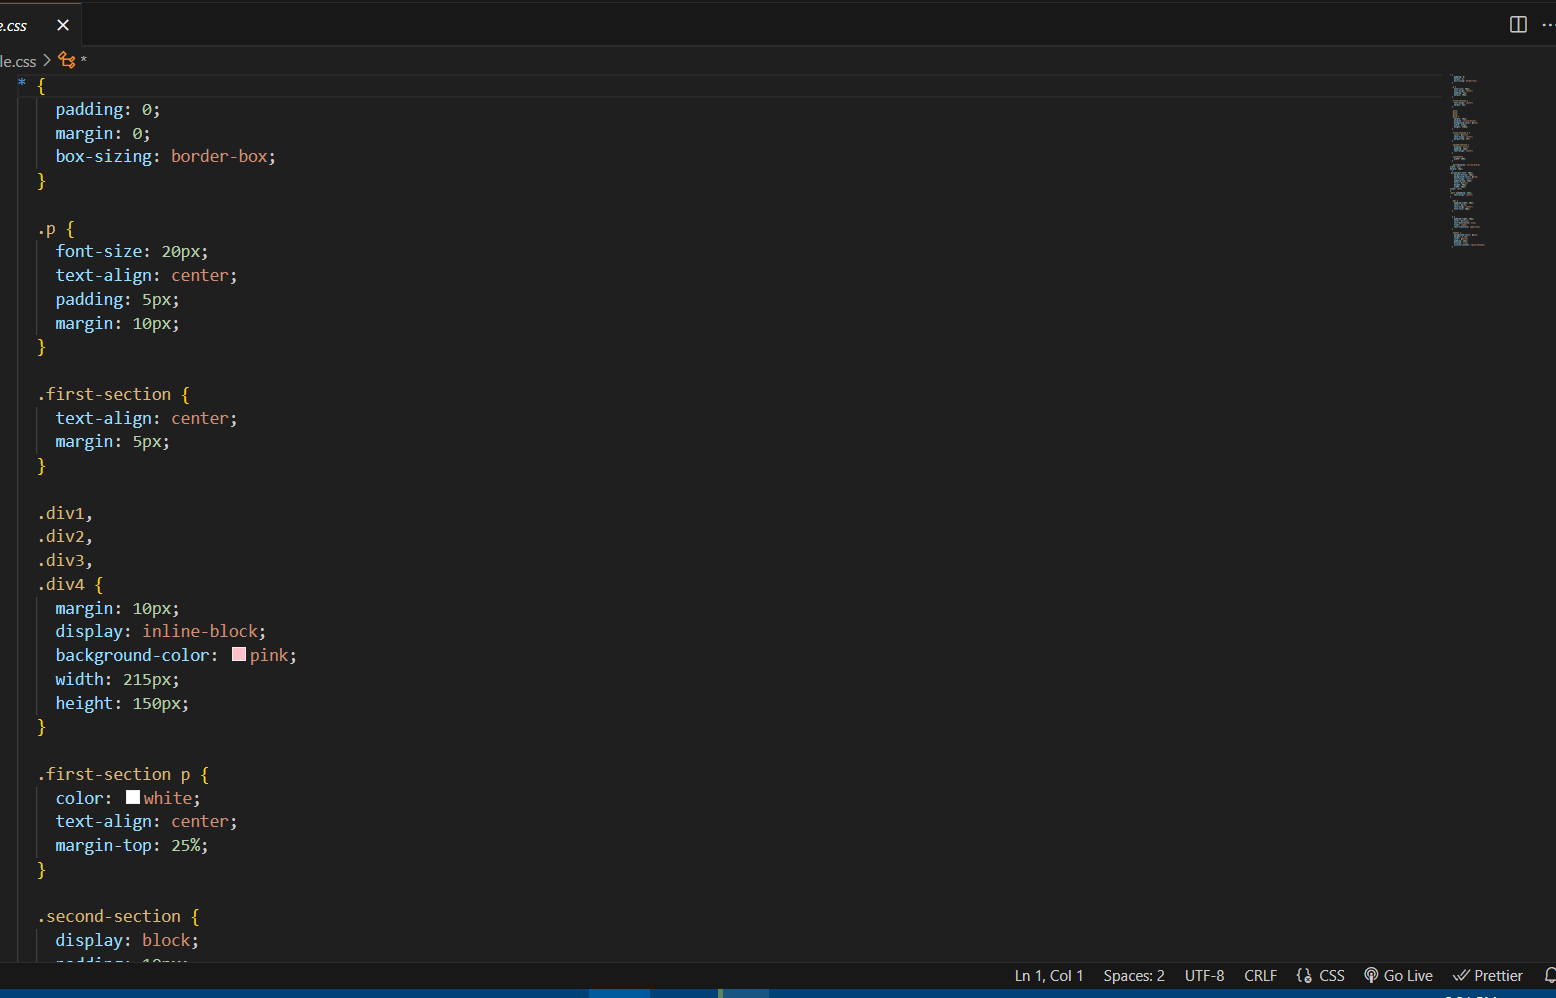 e.css
le.css > *
* {
padding: 0;
margin: 0;
box-sizing: border-box;
}
.p {
font-size: 20px;
text-align: center;
padding: 5px;
margin: 10px;
}
.first-section {
text-align: center;
margin: 5px;
}
.div1,
.div2,
.div3,
.div4 {
margin: 10px;
display: inline-block;
background-color: pink;
width: 215px;
height: 150px;
}
.first-section p {
color: white;
text-align: center;
margin-top: 25%;
}
.second-section {
display: block;
Ln 1, Col 1 Spaces: 2 UTF-8 CRLF CSS Go Live Prettier